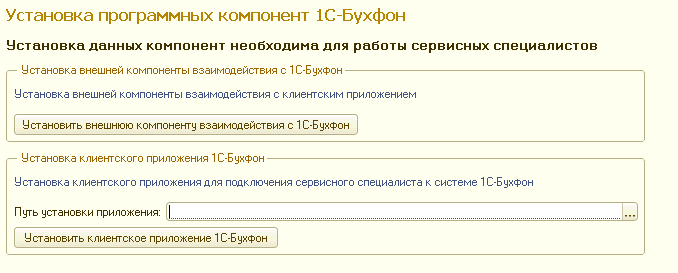 Установка программных компонент 1С-Бухфон
Установка данных компонент необходима для работы сервисных специалистов
Установка внешней компоненты взаимодействия с 1С-Бухфон
Установка внешней компоненты взаимодействия с клиентским приложением
Установить внешнюю компоненту взаимодействия с 1С-Бухфон
Установка клиентского приложения 1С-Бухфон
Установка клиентского приложения для подключения сервисного специалиста к системе 1С-Бухфон
Путь установки приложения: ...
Установить клиентское приложение 1С-Бухфон